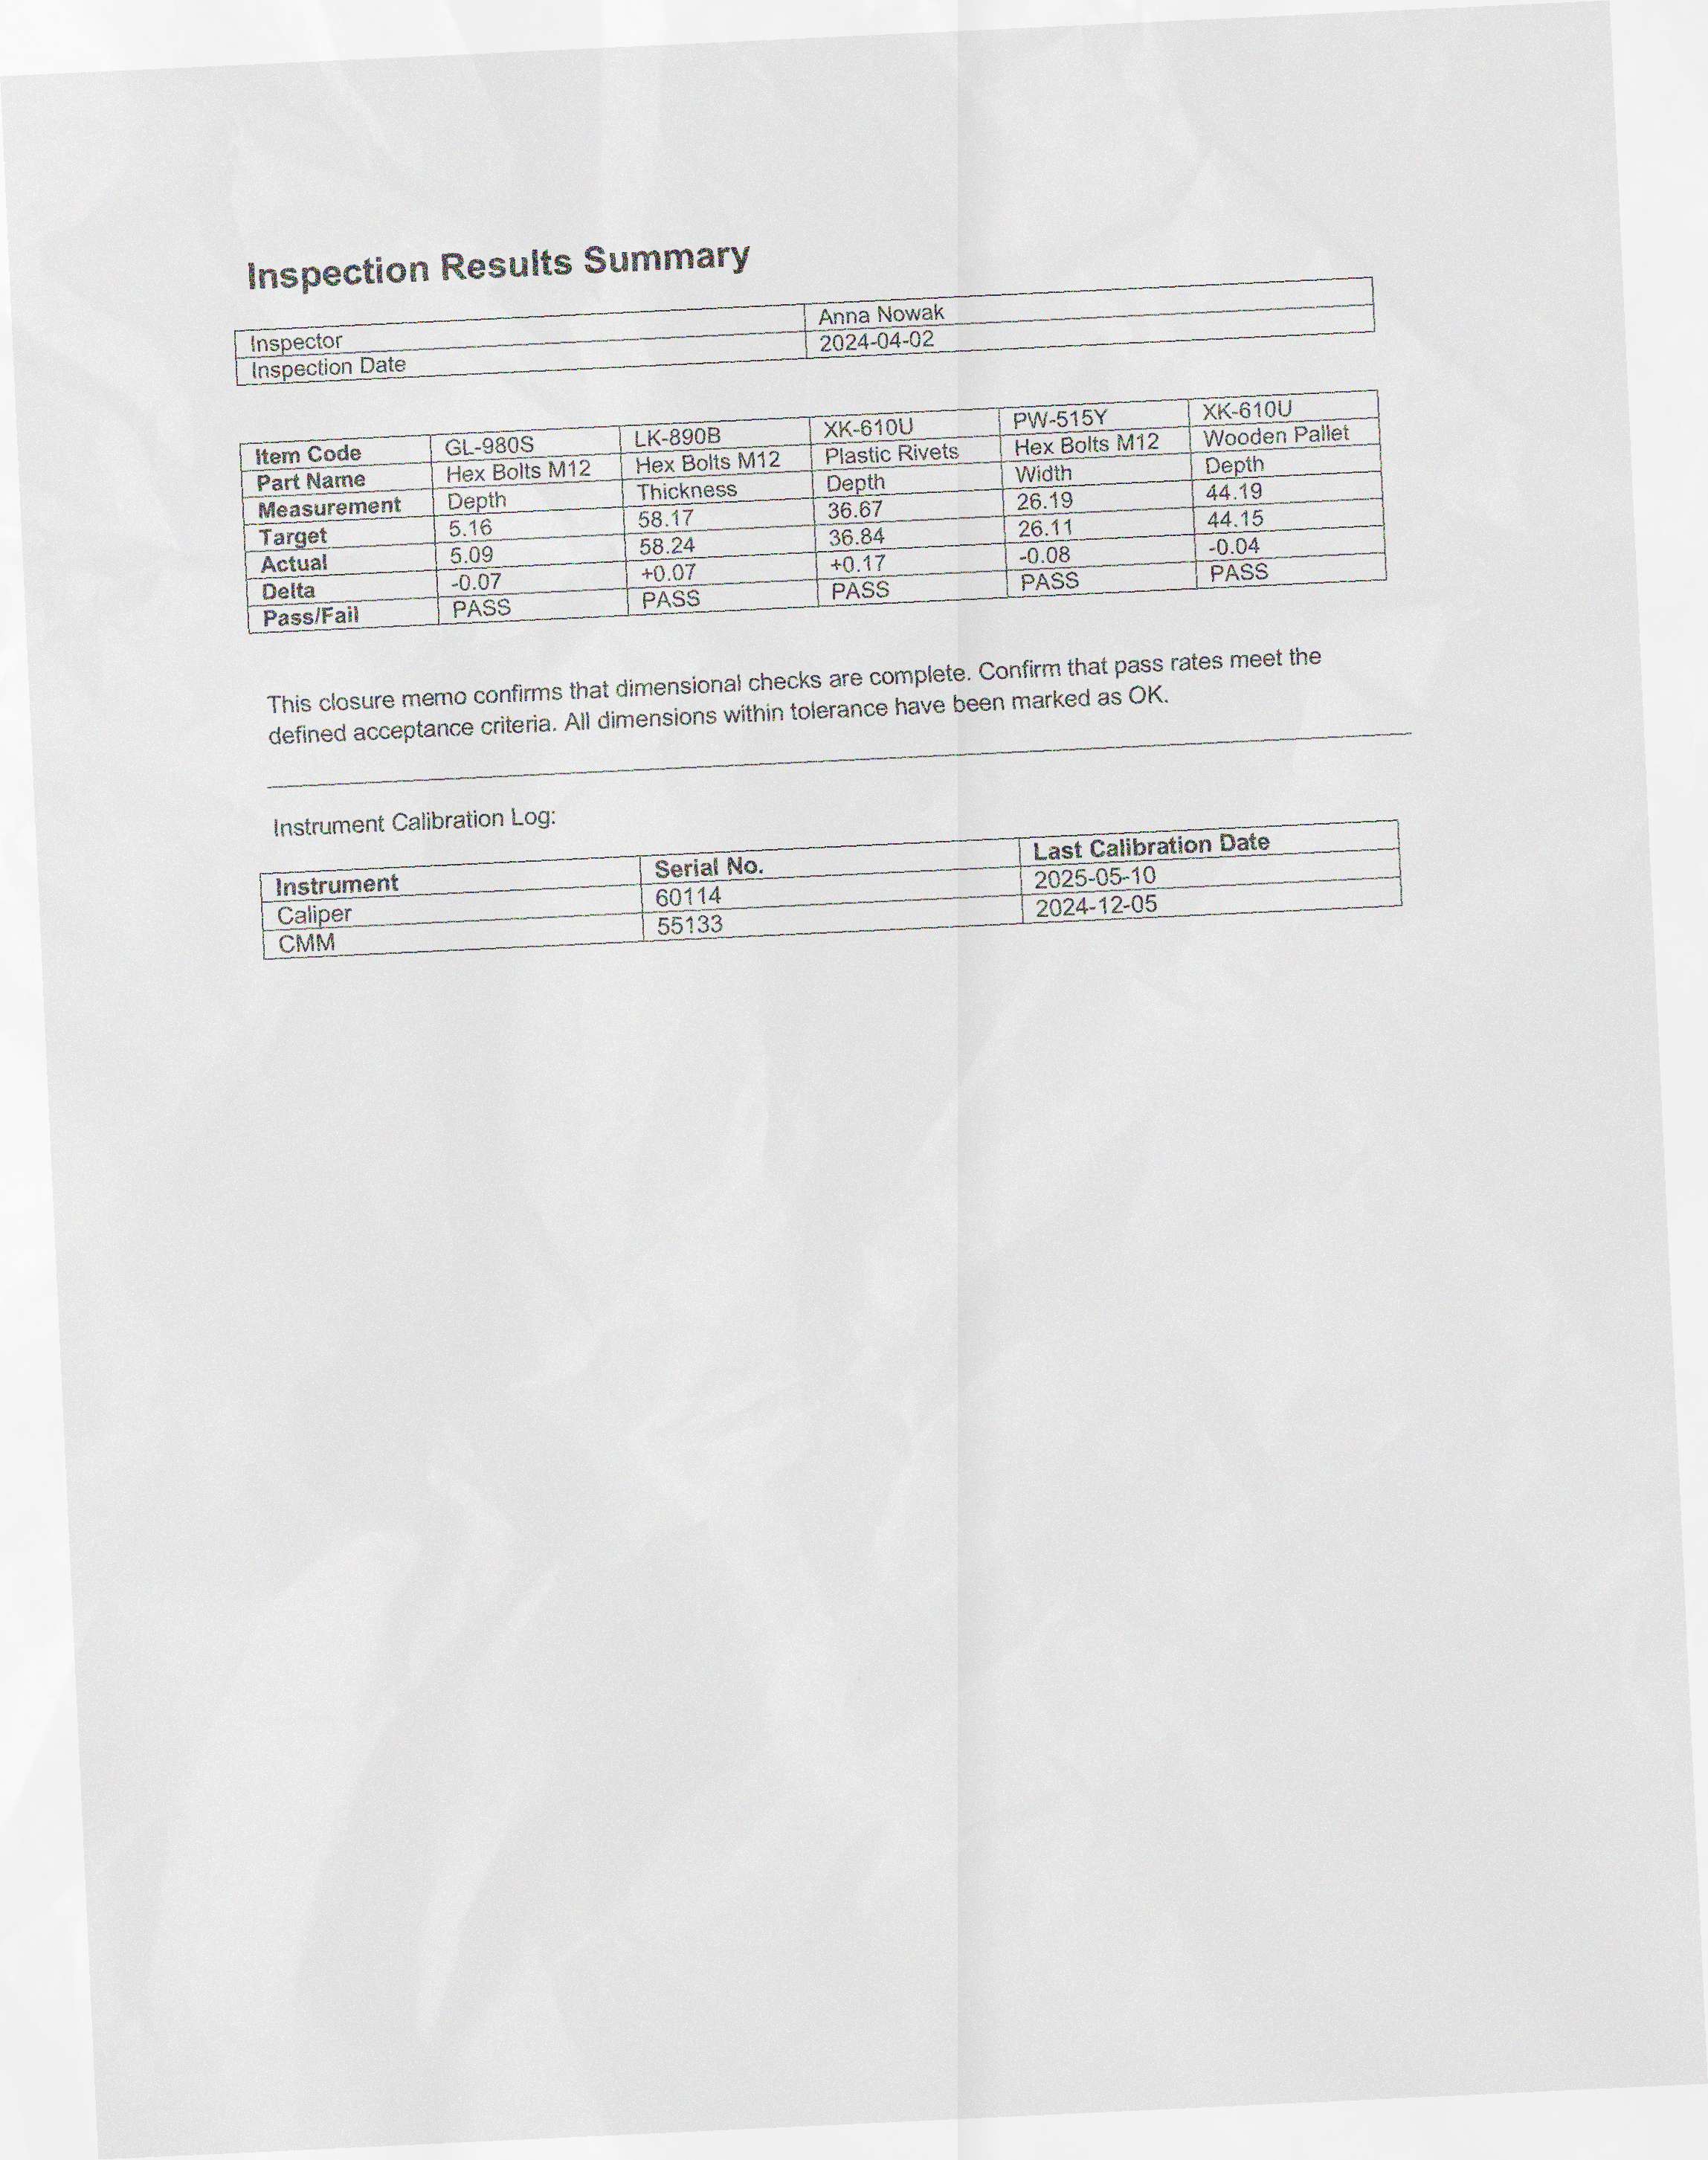 Inspection Results Summary
Inspector Anna Nowak
Inspection Date 2024-04-02
Item Code GL-980S LK-890B XK-610U PW-515Y XK-610U
Part Name Hex Bolts M12 Hex Bolts M12 Plastic Rivets Hex Bolts M12 Wooden Pallet
Measurement Depth Thickness Depth Width Depth
Target 5.16 58.17 36.67 26.19 44.19
Actual 5.09 58.24 36.84 26.11 44.15
Delta -0.07 +0.07 +0.17 -0.08 -0.04
Pass/Fail PASS PASS PASS PASS PASS
This closure memo confirms that dimensional checks are complete. Confirm that pass rates meet the
defined acceptance criteria. All dimensions within tolerance have been marked as OK.
Instrument Calibration Log:
Instrument Serial No. Last Calibration Date
Caliper 60114 2025-05-10
CMM 55133 2024-12-05